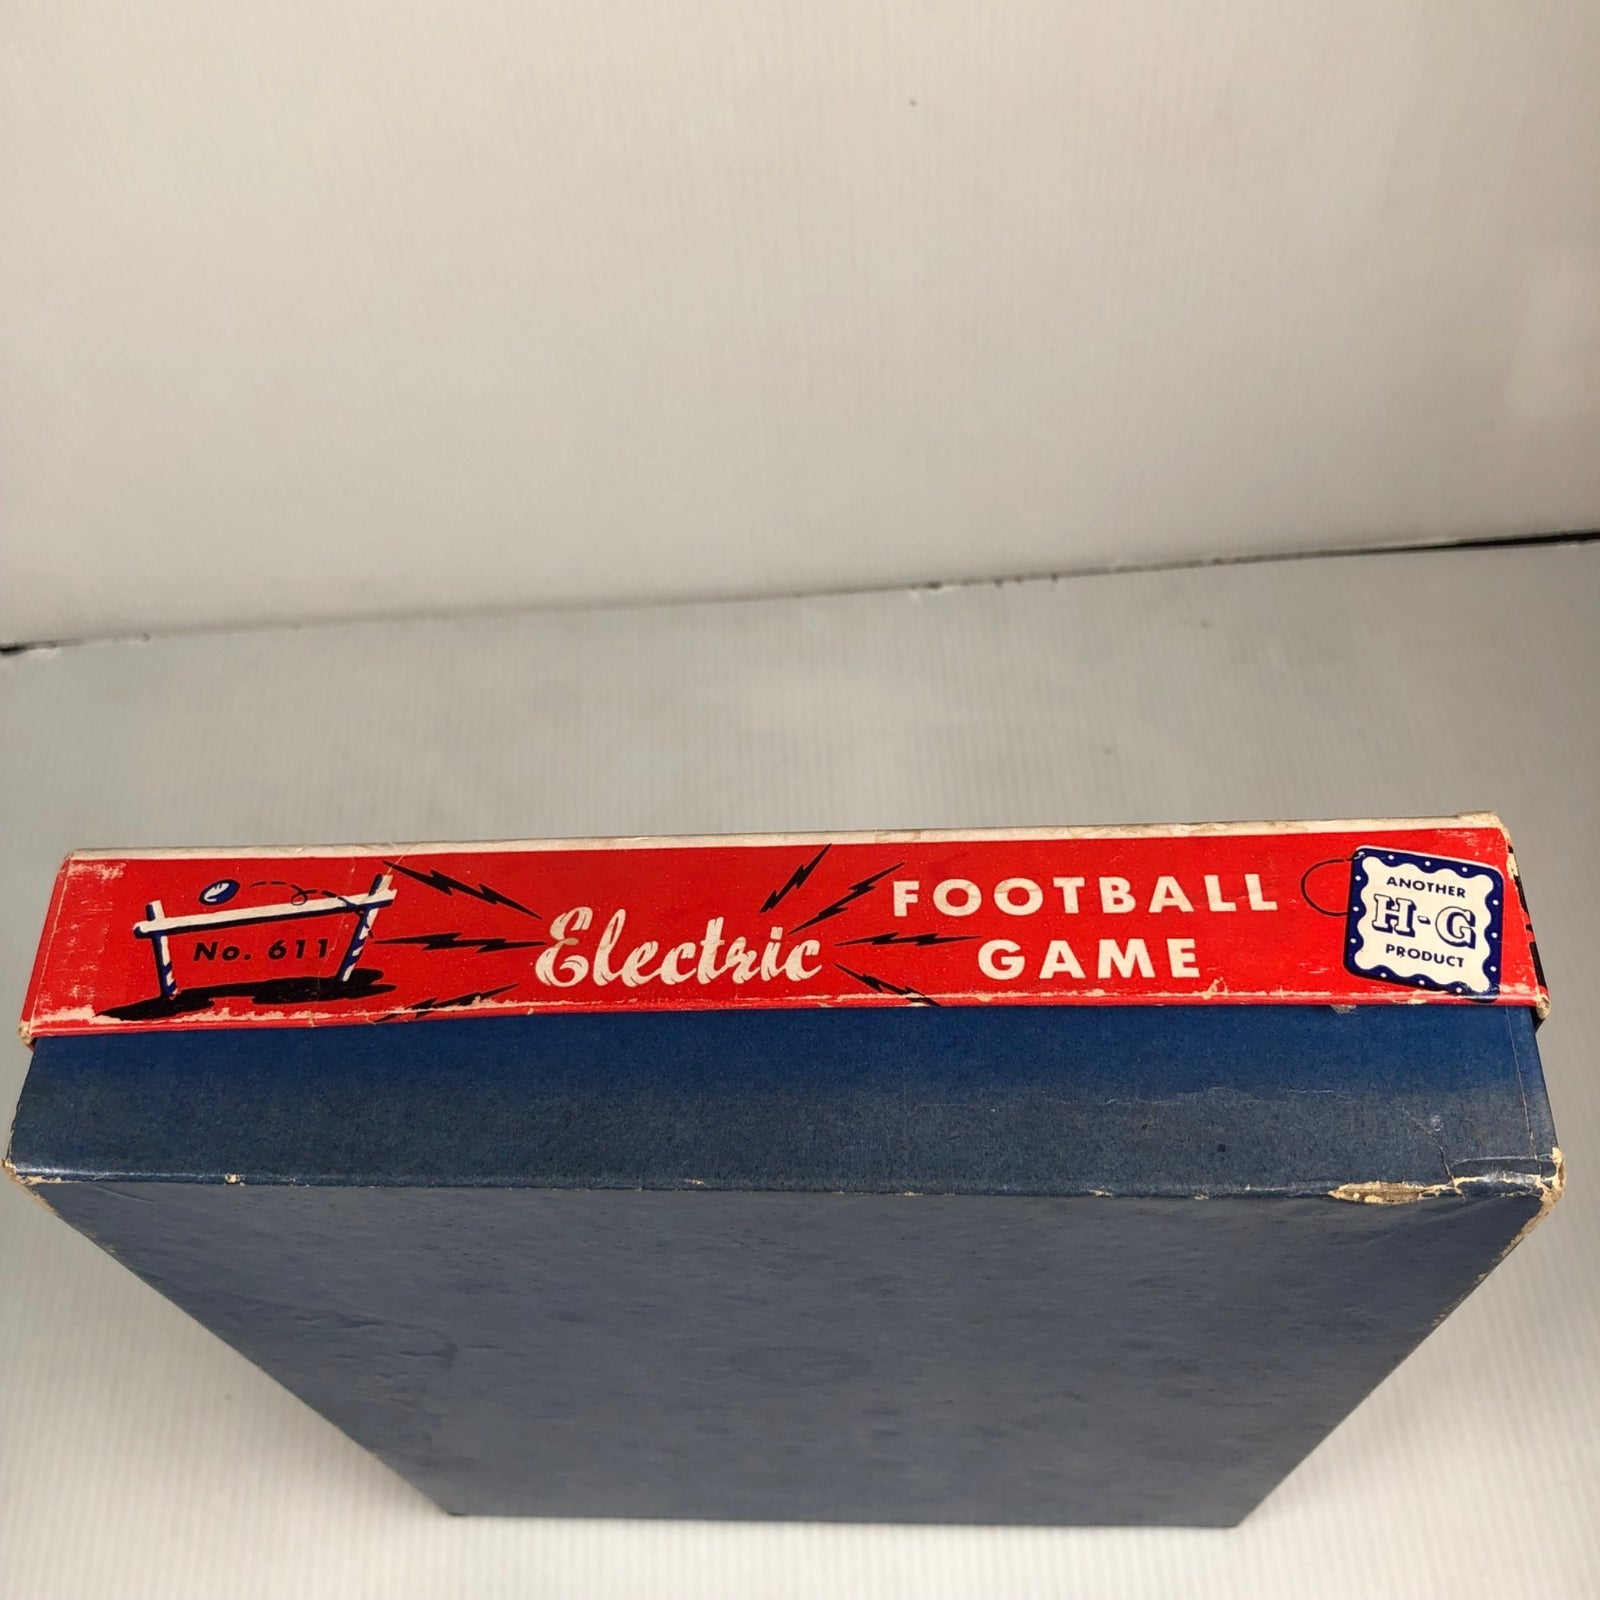 No. 611
Electric
FOOTBALL
GAME
ANOTHER
H-G
PRODUCT